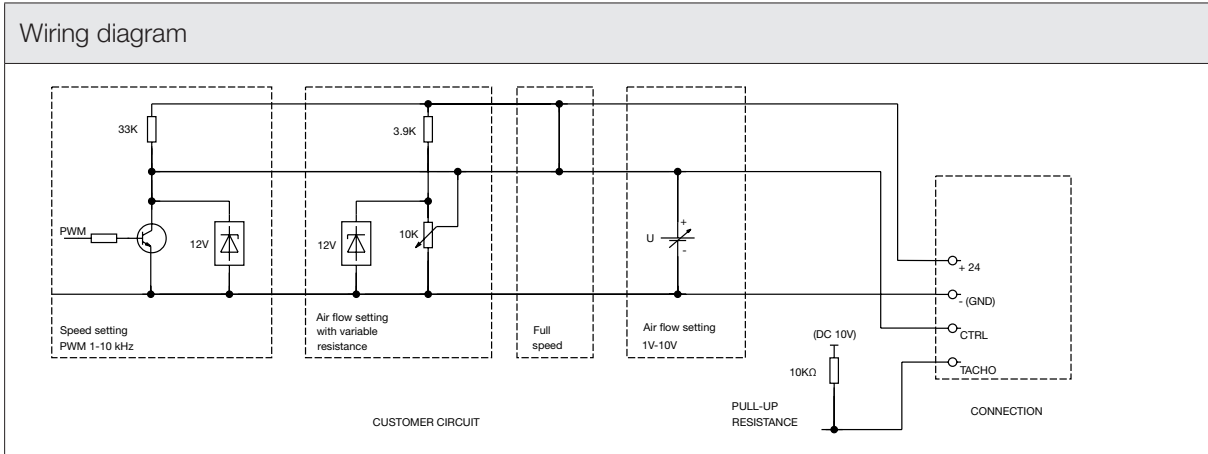 Wiring diagram
33K
PWM
12V
Speed setting
PWM 1-10 kHz
3.9K
12V
10K
Air flow setting
with variable
resistance
Full
speed
U
+
-
Air flow setting
1V-10V
+ 24
- (GND)
CTRL
TACHO
(DC 10V)
10KΩ
PULL-UP
RESISTANCE
CUSTOMER CIRCUIT
CONNECTION